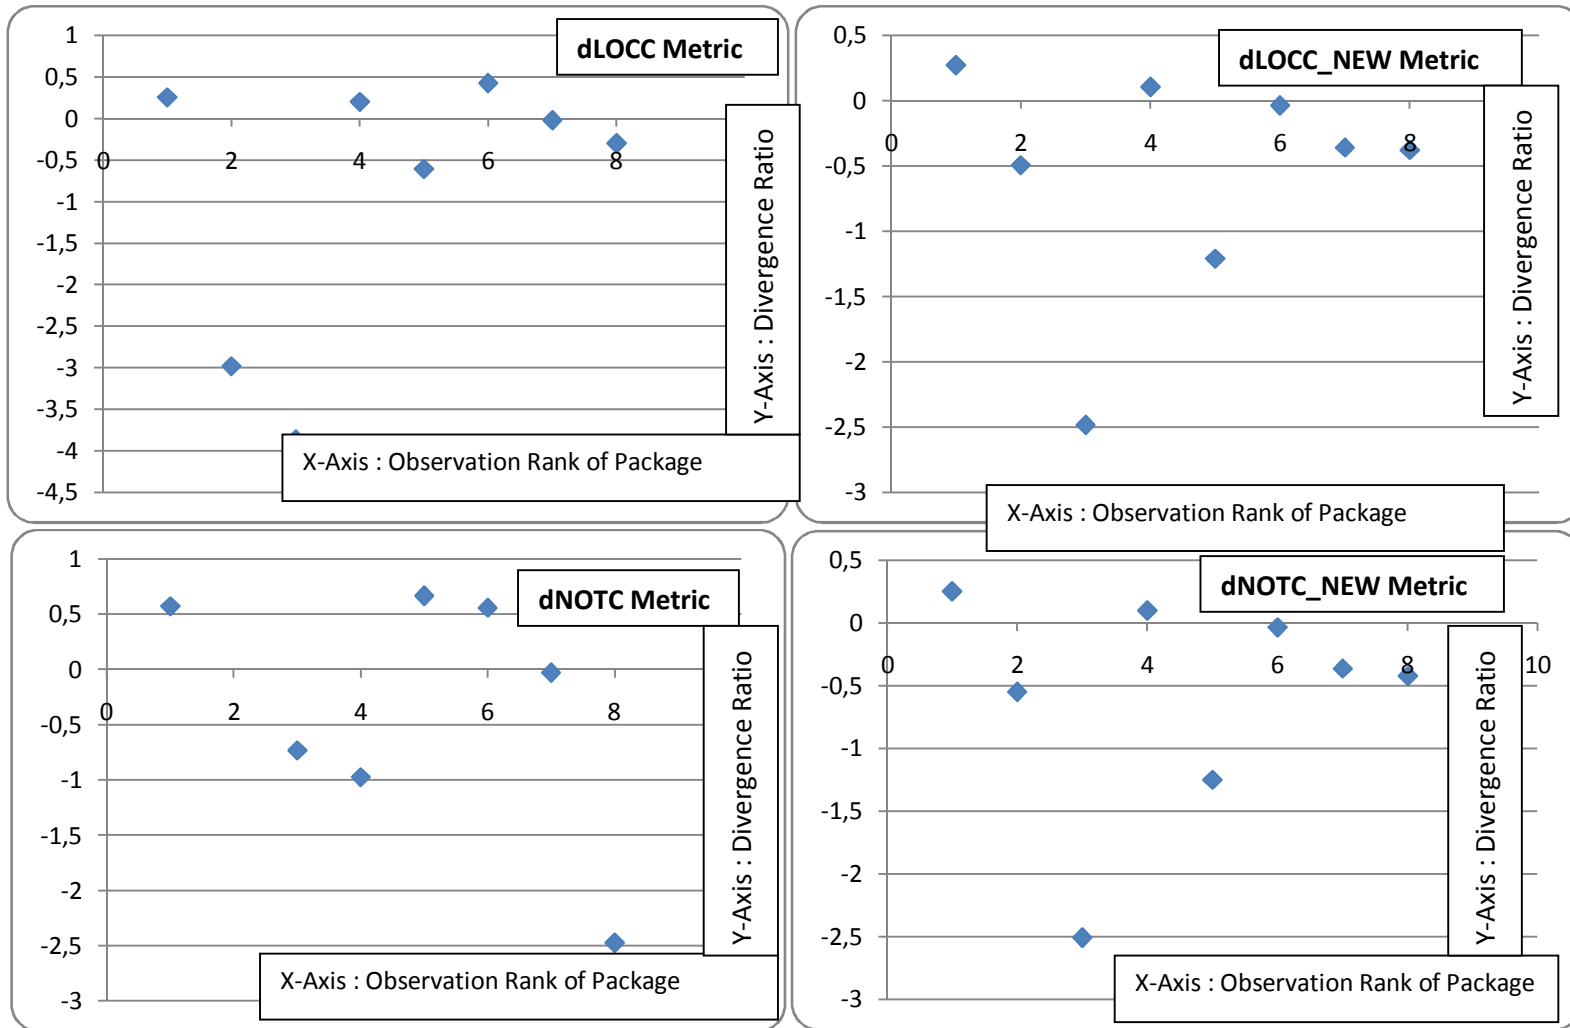 dLOCC Metric
1
0,5
0
-0,5
-1
-1,5
-2
-2,5
-3
-3,5
-4
-4,5
0 2 4 6 8
Y-Axis : Divergence Ratio
X-Axis : Observation Rank of Package
dLOCC_NEW Metric
0,5
0
-0,5
-1
-1,5
-2
-2,5
-3
0 2 4 6 8
Y-Axis : Divergence Ratio
X-Axis : Observation Rank of Package
dNOTC Metric
1
0,5
0
-0,5
-1
-1,5
-2
-2,5
-3
0 2 4 6 8
Y-Axis : Divergence Ratio
X-Axis : Observation Rank of Package
dNOTC_NEW Metric
0,5
0
-0,5
-1
-1,5
-2
-2,5
-3
0 2 4 6 8 10
Y-Axis : Divergence Ratio
X-Axis : Observation Rank of Package